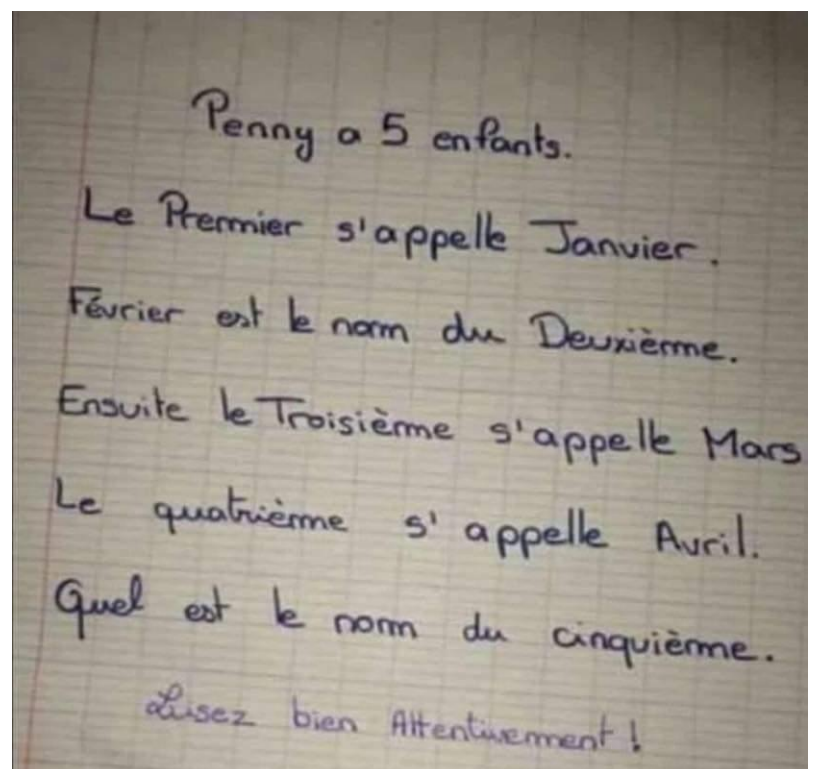 Penny a 5 enfants.
Le Premier s'appelle Janvier.
Février est le nom du Deuxième.
Ensuite le Troisième s'appelle Mars
Le quatrième s'appelle Avril.
Quel est le nom du cinquième.
Lisez bien Attentivement !